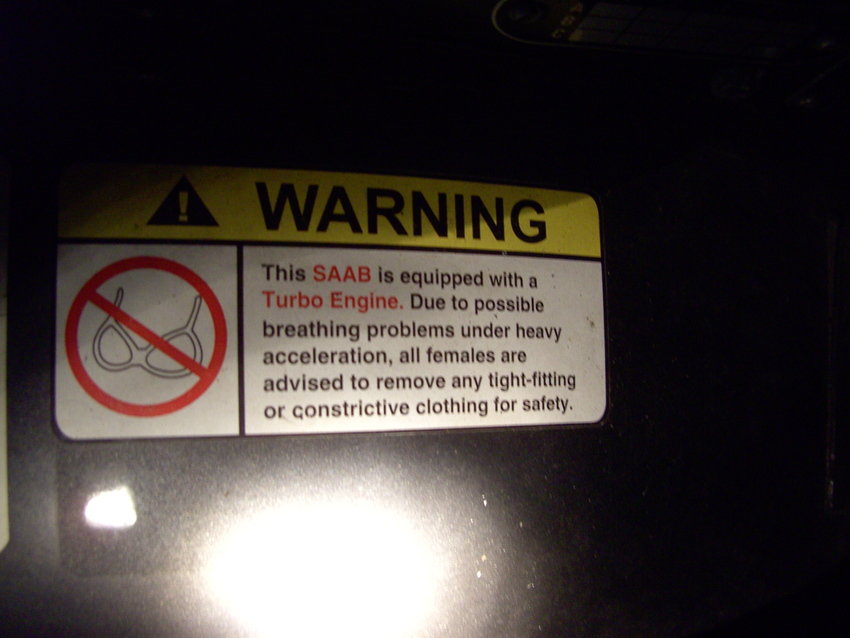 WARNING
This SAAB is equipped with a
Turbo Engine. Due to possible
breathing problems under heavy
acceleration, all females are
advised to remove any tight-fitting
or constrictive clothing for safety.